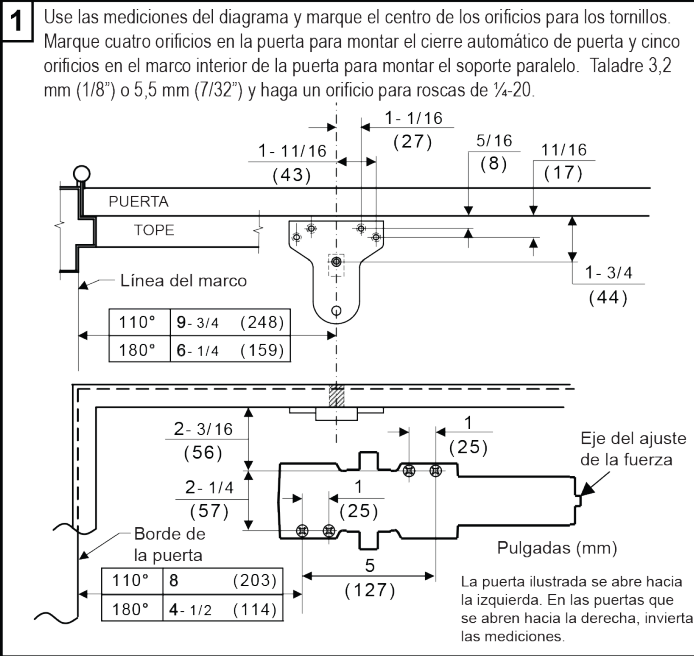 1
Use las mediciones del diagrama y marque el centro de los orificios para los tornillos.
Marque cuatro orificios en la puerta para montar el cierre automático de puerta y cinco
orificios en el marco interior de la puerta para montar el soporte paralelo. Taladre 3,2
mm (1/8") o 5,5 mm (7/32") y haga un orificio para roscas de ¼-20.
1- 1/16
(27)
1- 11/16
(43)
5/16
(8)
11/16
(17)
PUERTA
TOPE
1- 3/4
(44)
Línea del marco
110° 9- 3/4 (248)
180° 6- 1/4 (159)
2- 3/16
(56)
1
(25)
Eje del ajuste
de la fuerza
2- 1/4
(57)
1
(25)
Borde de
la puerta
Pulgadas (mm)
5
(127)
110° 8 (203)
180° 4- 1/2 (114)
La puerta ilustrada se abre hacia
la izquierda. En las puertas que
se abren hacia la derecha, invierta
las mediciones.